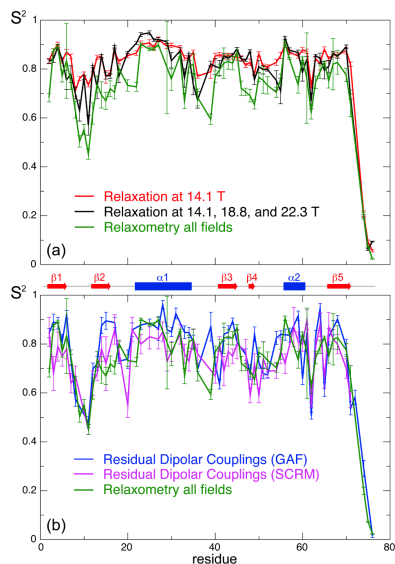 S²
1
0.8
0.6
0.4
0.2
0
Relaxation at 14.1 T
Relaxation at 14.1, 18.8, and 22.3 T
Relaxometry all fields
(a)
β1 β2 α1 β3 β4 α2 β5
S²
1
0.8
0.6
0.4
0.2
0
Residual Dipolar Couplings (GAF)
Residual Dipolar Couplings (SCRM)
Relaxometry all fields
(b)
0 20 40 60 80
residue